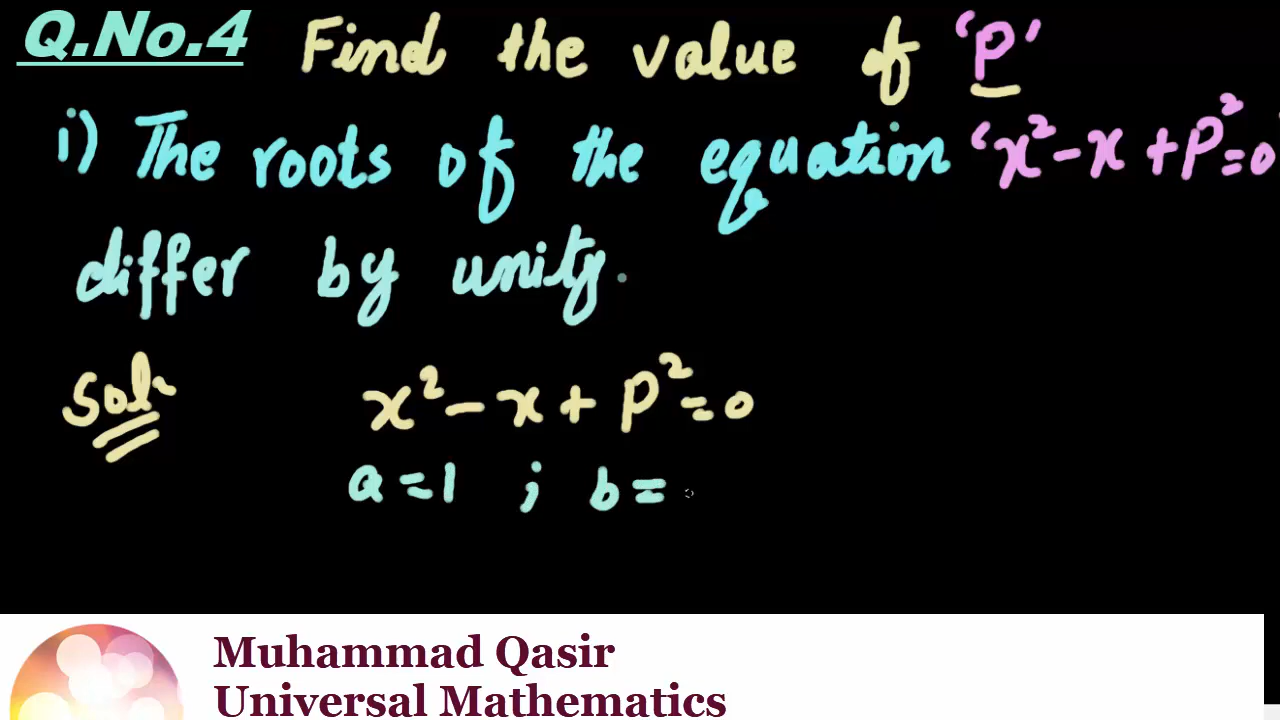 Q.No.4 Find the value of 'P'
i) The roots of the equation 'x²-x+P²=0'
differ by unity.
Sol: x²-x+P²=0
a=1 ; b=
Muhammad Qasir
Universal Mathematics